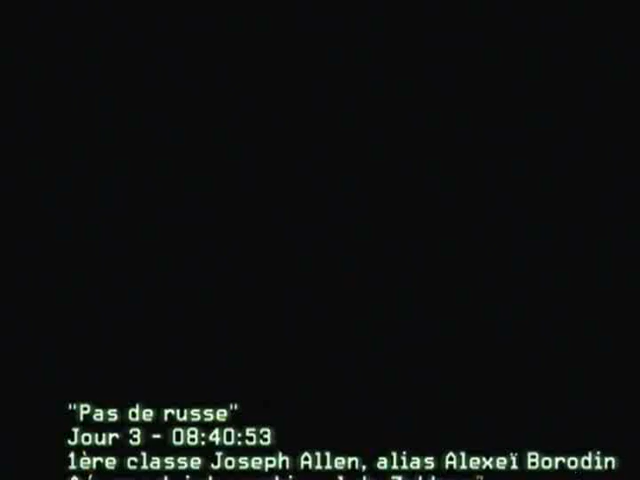 "Pas de russe"
Jour 3 - 08:40:53
1ère classe Joseph Allen, alias Alexeï Borodin